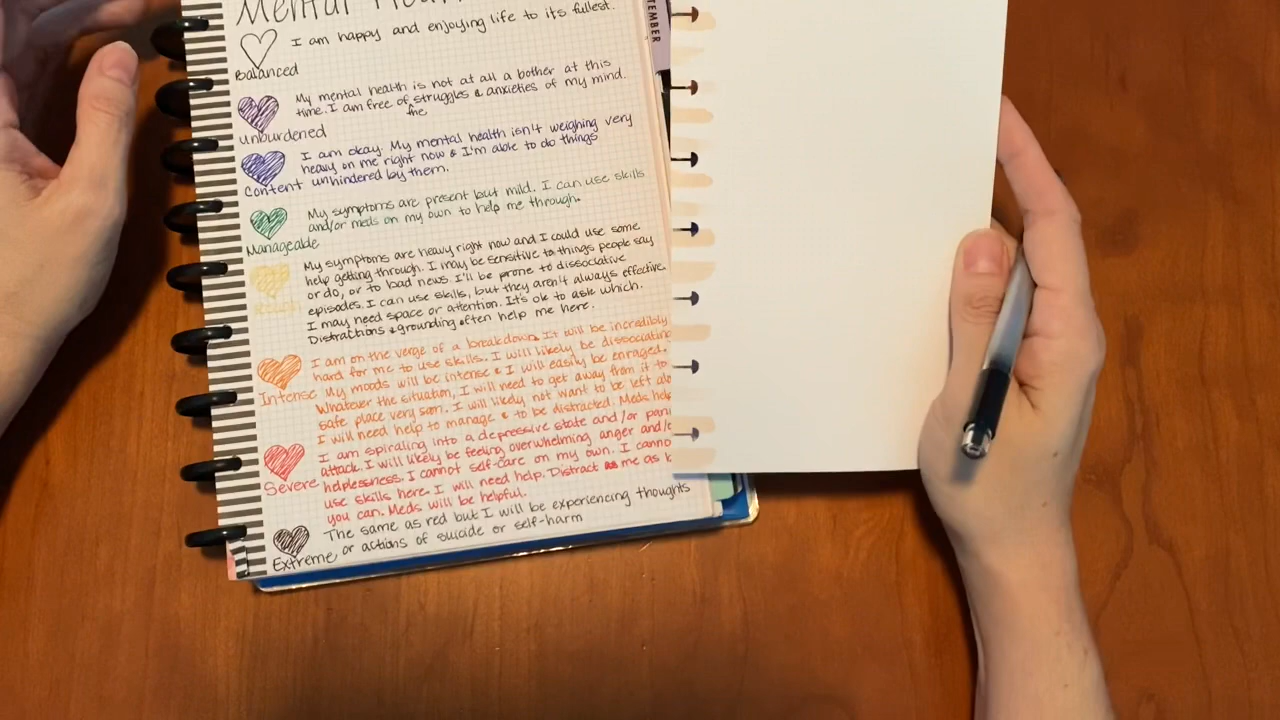 Mental
I am happy and enjoying life to its fullest.
Balanced
My mental health is not at all a bother at this
time. I am free of the struggles & anxieties of my mind.
unburdened
I am okay. My mental health isn't weighing very
heavy on me right now & I'm able to do things
Content unhindered by them.
My symptoms are present but mild. I can use skills
and/or meds on my own to help me through.
Manageable
My symptoms are heavy right now and I could use some
help getting through. I may be sensitive to things people say
or do, or to load news. I'll be prone to dissociative
episodes. I can use skills, but they aren't always effective.
I may need space or attention. It's ok to ask which.
Distractions & grounding often help me here.
I am on the verge of a breakdown. It will be incredibly
hard for me to use skills. I will likely be dissociating
Intense My moods will be intense & I will easily be enraged.
Whatever the situation, I will need to get away from it to
safe place very soon. I will likely not want to be left
I will need help to manage & to be distracted. Meds help
I am spiraling into a depressive state and/or
attack. I will likely be feeling overwhelming anger
Severe helplessness. I cannot self-care on my own. I
use skills here. I will need help. Distract me as
you can. Meds will be helpful.
The same as red but I will be experiencing thoughts
Extreme or actions of suicide or self-harm
TEMBER